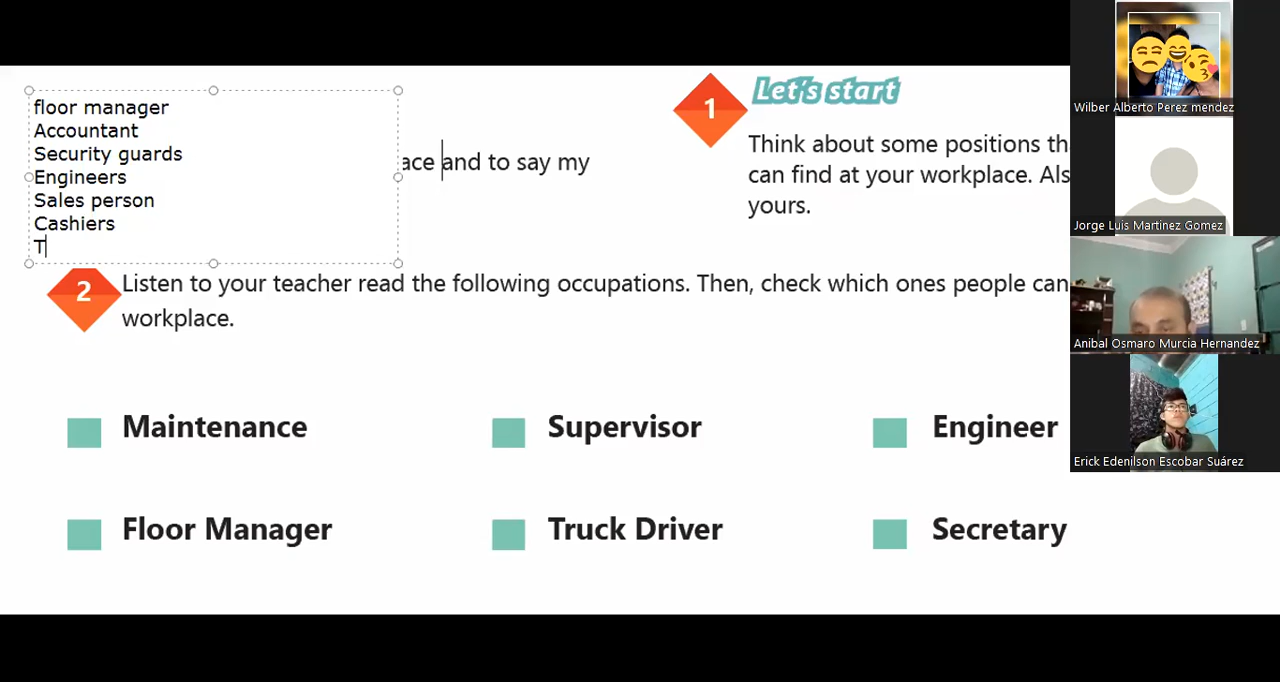 floor manager
Accountant
Security guards
Engineers
Sales person
Cashiers
T
ace and to say my
1
Let's start
Think about some positions th
can find at your workplace. Als
yours.
2
Listen to your teacher read the following occupations. Then, check which ones people can
workplace.
Maintenance
Supervisor
Engineer
Floor Manager
Truck Driver
Secretary
Wilber Alberto Perez mendez
Jorge Luis Martinez Gomez
Anibal Osmaro Murcia Hernandez
Erick Edenilson Escobar Suárez